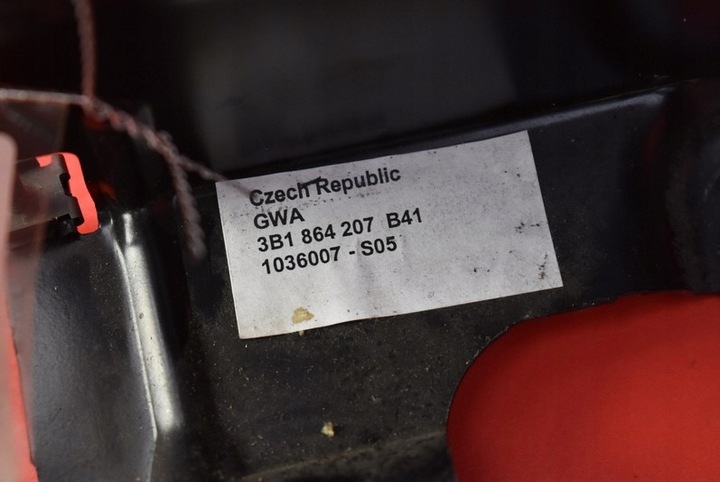 Czech Republic
GWA
3B1 864 207 B41
1036007 - S05